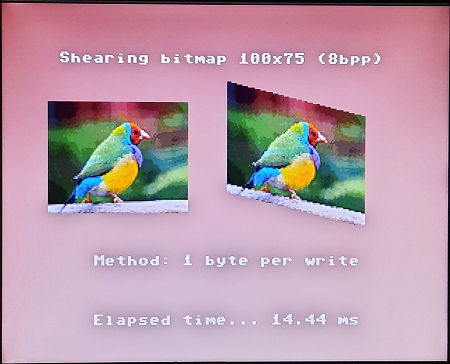 Shearing bitmap 100x75 (8bpp)
Method: 1 byte per write
Elapsed time... 14.44 ms